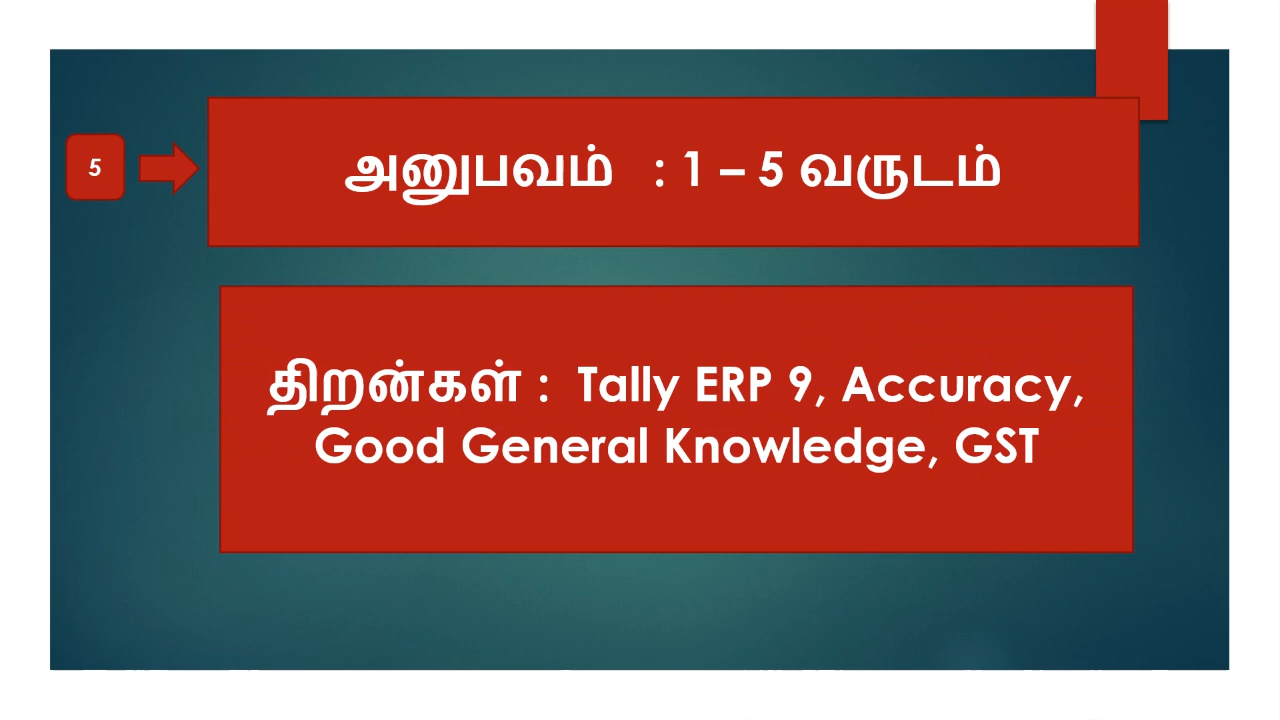 5
அனுபவம் : 1 – 5 வருடம்
திறன்கள் : Tally ERP 9, Accuracy,
Good General Knowledge, GST